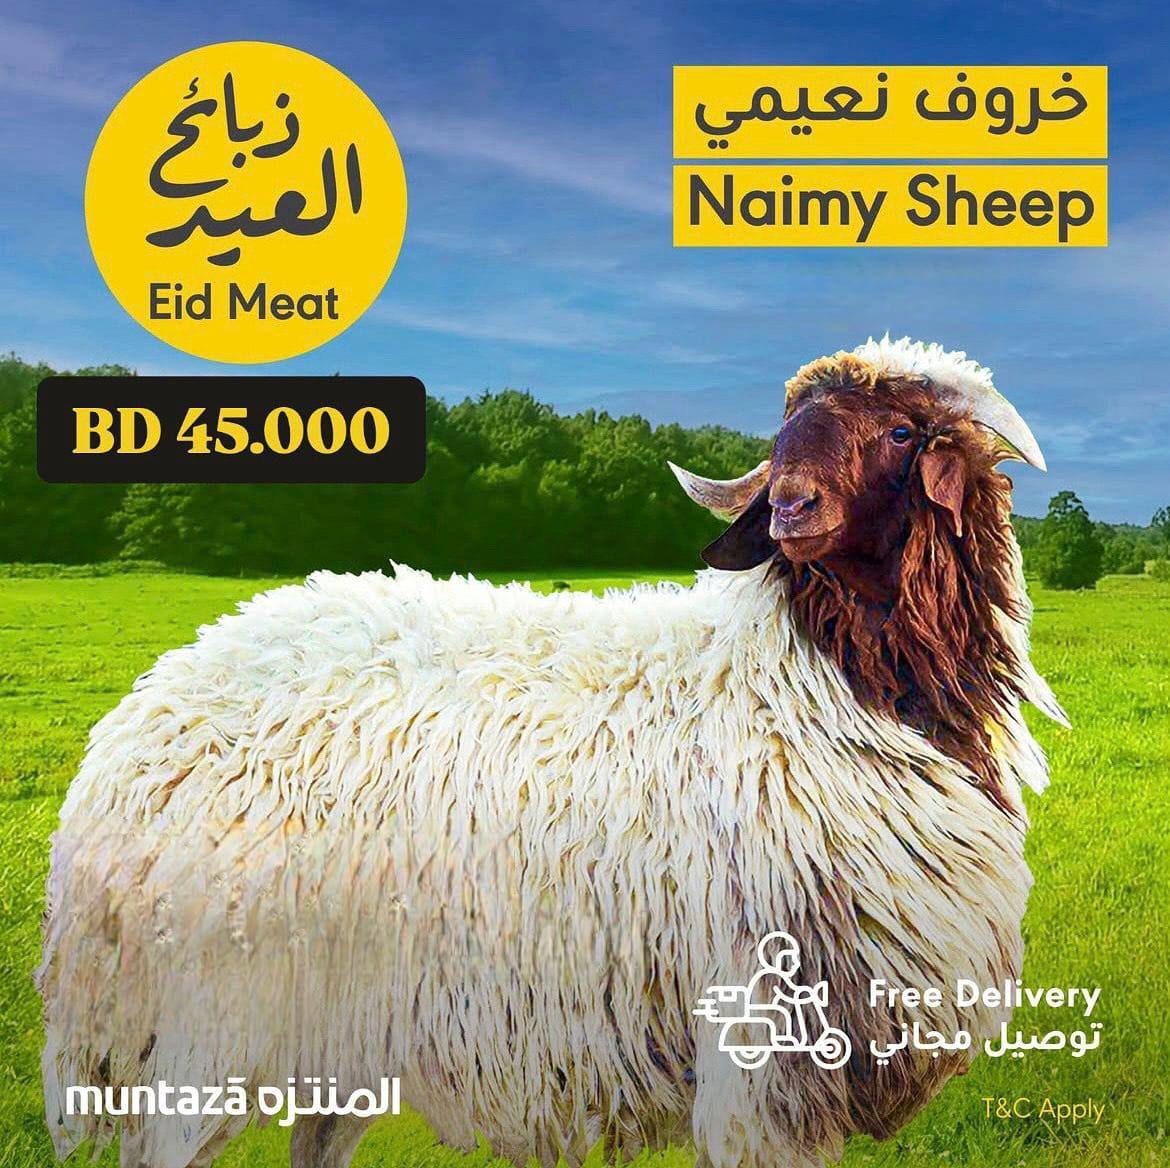 ذبائح
العيد
Eid Meat
BD 45.000
خروف نعيمي
Naimy Sheep
Free Delivery
توصيل مجاني
muntazā المنتزه
T&C Apply